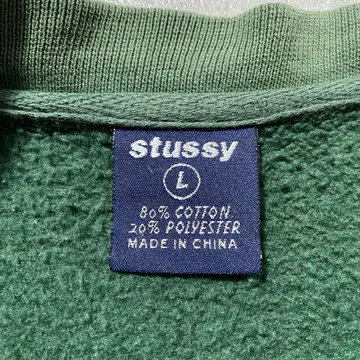 stussy
L
80% COTTON
20% POLYESTER
MADE IN CHINA